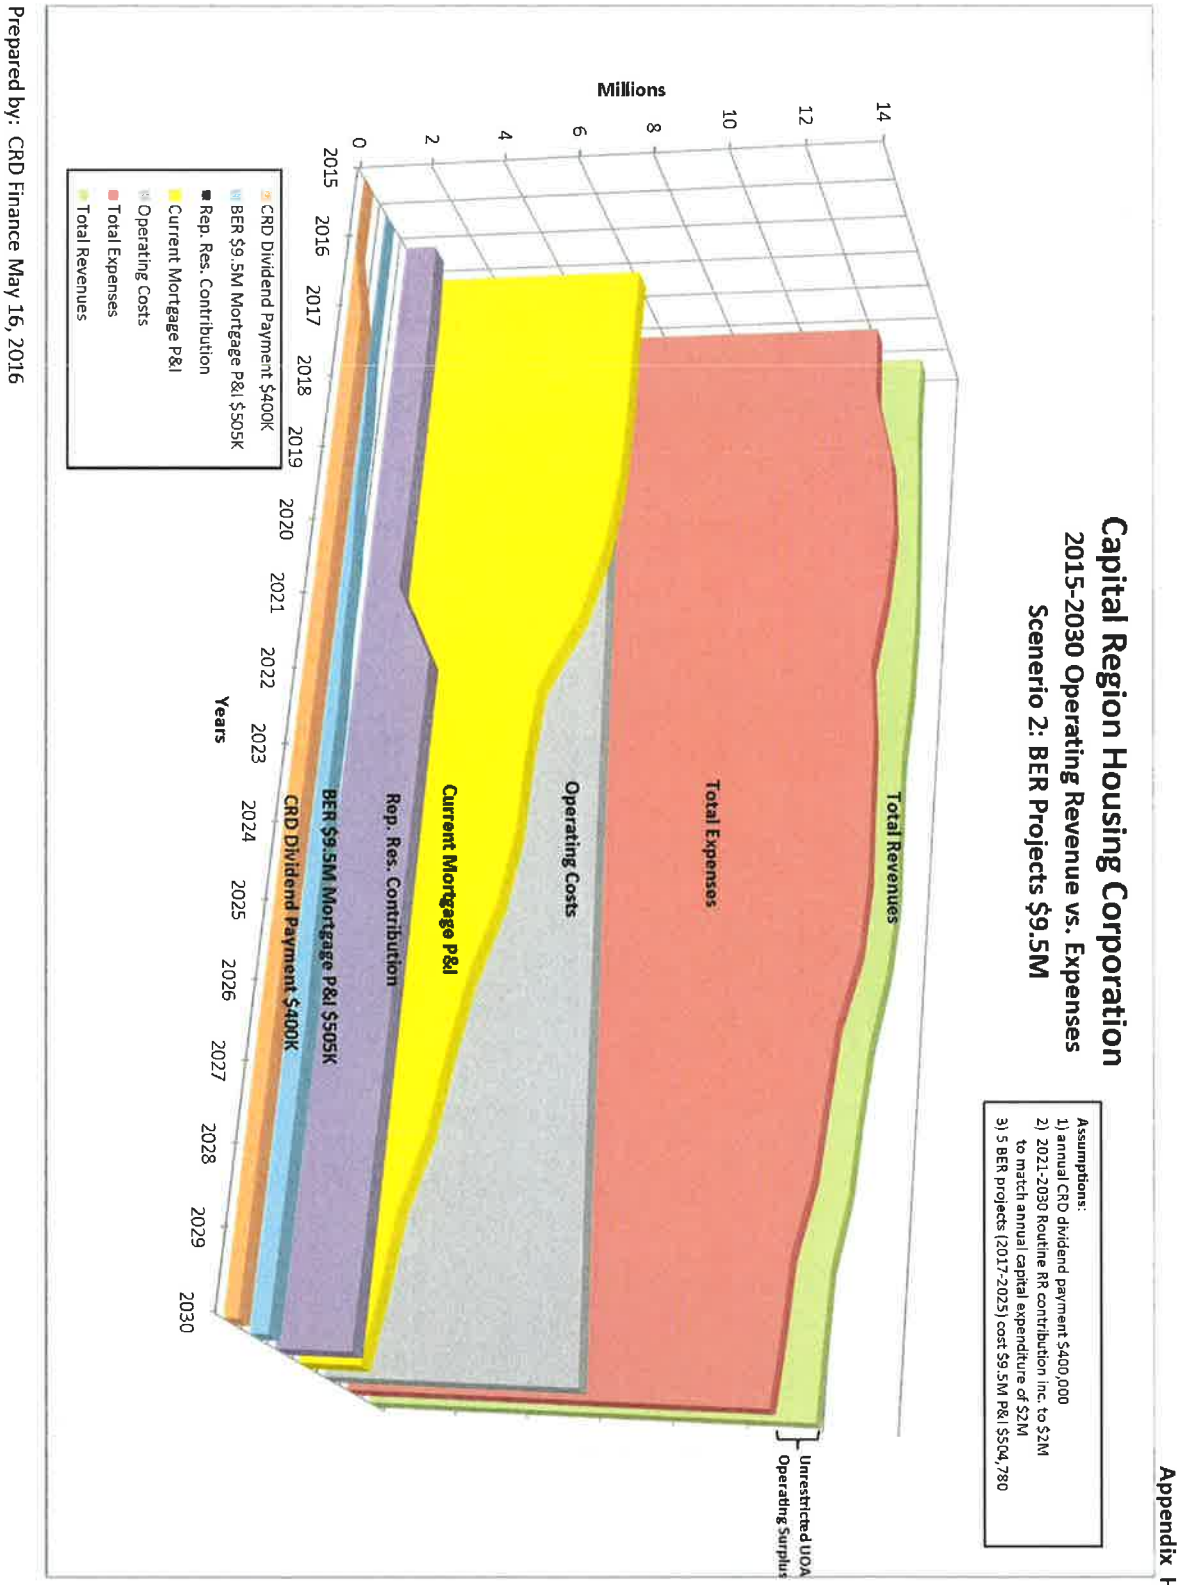 Appendix H
Capital Region Housing Corporation
2015-2030 Operating Revenue vs. Expenses
Scenerio 2: BER Projects $9.5M
Assumptions:
1) annual CRD dividend payment $400,000
2) 2021-2030 Routine RR contribution inc. to $2M
to match annual capital expenditure of $2M
3) 5 BER projects (2017-2025) cost $9.5M P&I $504,780
Millions
14
12
10
8
6
4
2
0
Total Revenues
Total Expenses
Operating Costs
Current Mortgage P&I
Rep. Res. Contribution
BER $9.5M Mortgage P&I $505K
CRD Dividend Payment $400K
Unrestricted UOA
Operating Surplus
2015
2016
2017
2018
2019
2020
2021
2022
2023
2024
2025
2026
2027
2028
2029
2030
Years
CRD Dividend Payment $400K
BER $9.5M Mortgage P&I $505K
Rep. Res. Contribution
Current Mortgage P&I
Operating Costs
Total Expenses
Total Revenues
Prepared by: CRD Finance May 16, 2016